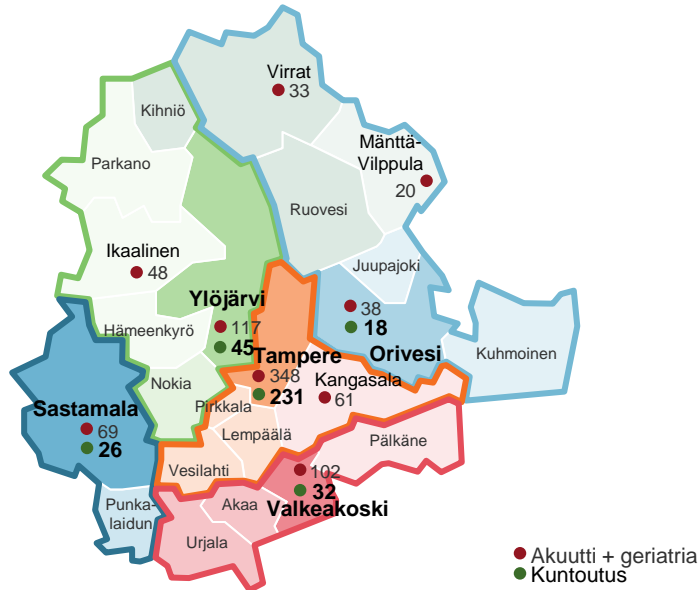 Virrat
33
Kihniö
Mänttä-
Vilppula
20
Parkano
Ruovesi
Ikaalinen
48
Juupajoki
Ylöjärvi
117
45
38
18
Orivesi
Hämeenkyrö
Kuhmoinen
Tampere
348
231
Kangasala
61
Nokia
Pirkkala
Sastamala
69
26
Lempäälä
Pälkäne
Vesilahti
102
32
Valkeakoski
Punka-
laidun
Akaa
Urjala
Akuutti + geriatria
Kuntoutus